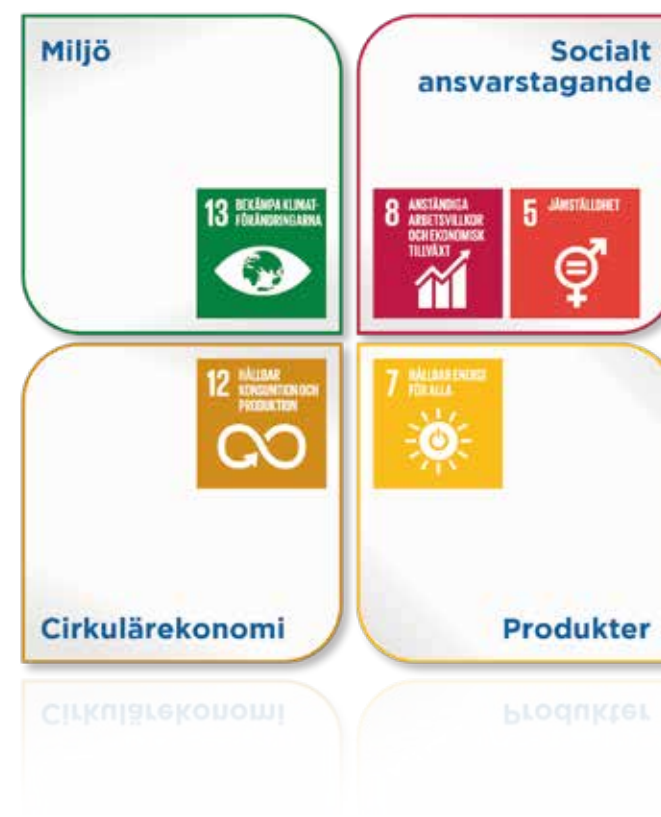 Miljö
Socialt
ansvarstagande
13 BEKÄMPA KLIMAT-
FÖRÄNDRINGARNA
8 ANSTÄNDIGA
ARBETSVILLKOR
OCH EKONOMISK
TILLVÄXT
5 JÄMSTÄLLDHET
12 HÅLLBAR
KONSUMTION OCH
PRODUKTION
7 HÅLLBAR ENERGI
FÖR ALLA
Cirkulärekonomi
Produkter